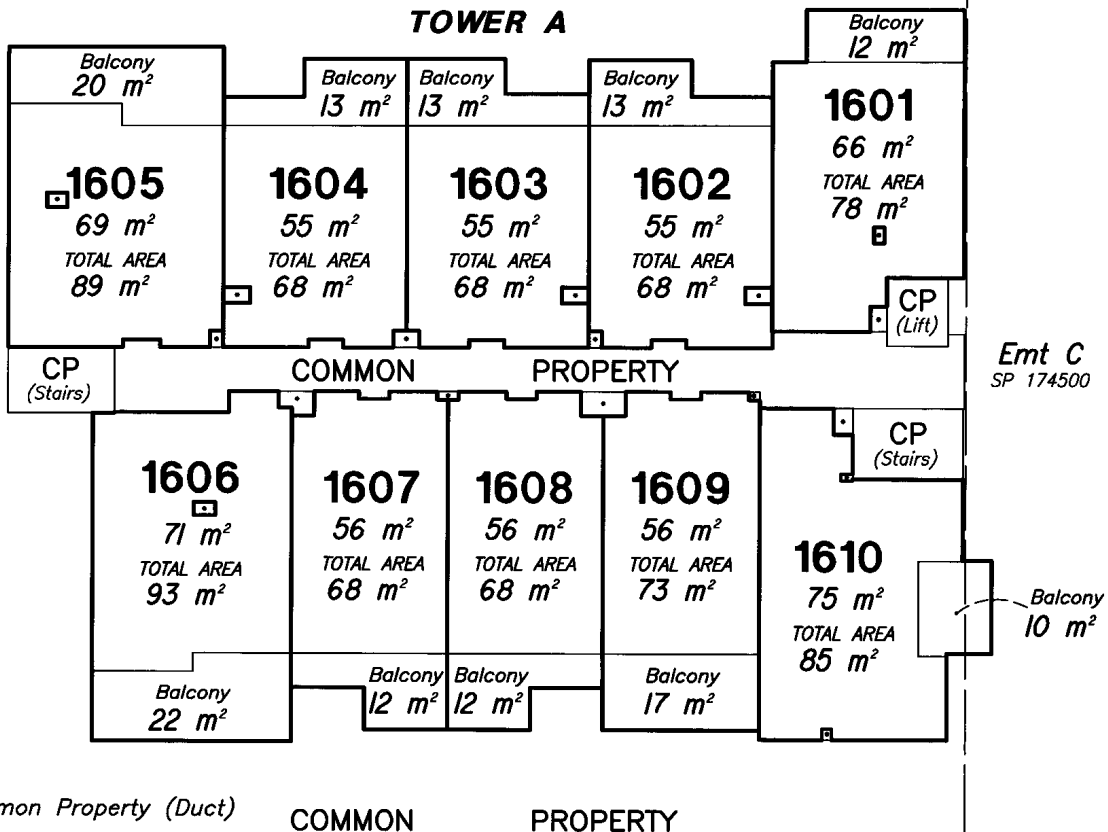 TOWER A
Balcony
20 m²
1605
69 m²
TOTAL AREA
89 m²
Balcony
13 m²
1604
55 m²
TOTAL AREA
68 m²
Balcony
13 m²
1603
55 m²
TOTAL AREA
68 m²
Balcony
13 m²
1602
55 m²
TOTAL AREA
68 m²
Balcony
12 m²
1601
66 m²
TOTAL AREA
78 m²
CP
(Lift)
CP
(Stairs)
COMMON PROPERTY
Emt C
SP 174500
CP
(Stairs)
1606
71 m²
TOTAL AREA
93 m²
Balcony
22 m²
1607
56 m²
TOTAL AREA
68 m²
Balcony
12 m²
1608
56 m²
TOTAL AREA
68 m²
Balcony
12 m²
1609
56 m²
TOTAL AREA
73 m²
Balcony
17 m²
1610
75 m²
TOTAL AREA
85 m²
Balcony
10 m²
mon Property (Duct)
COMMON PROPERTY